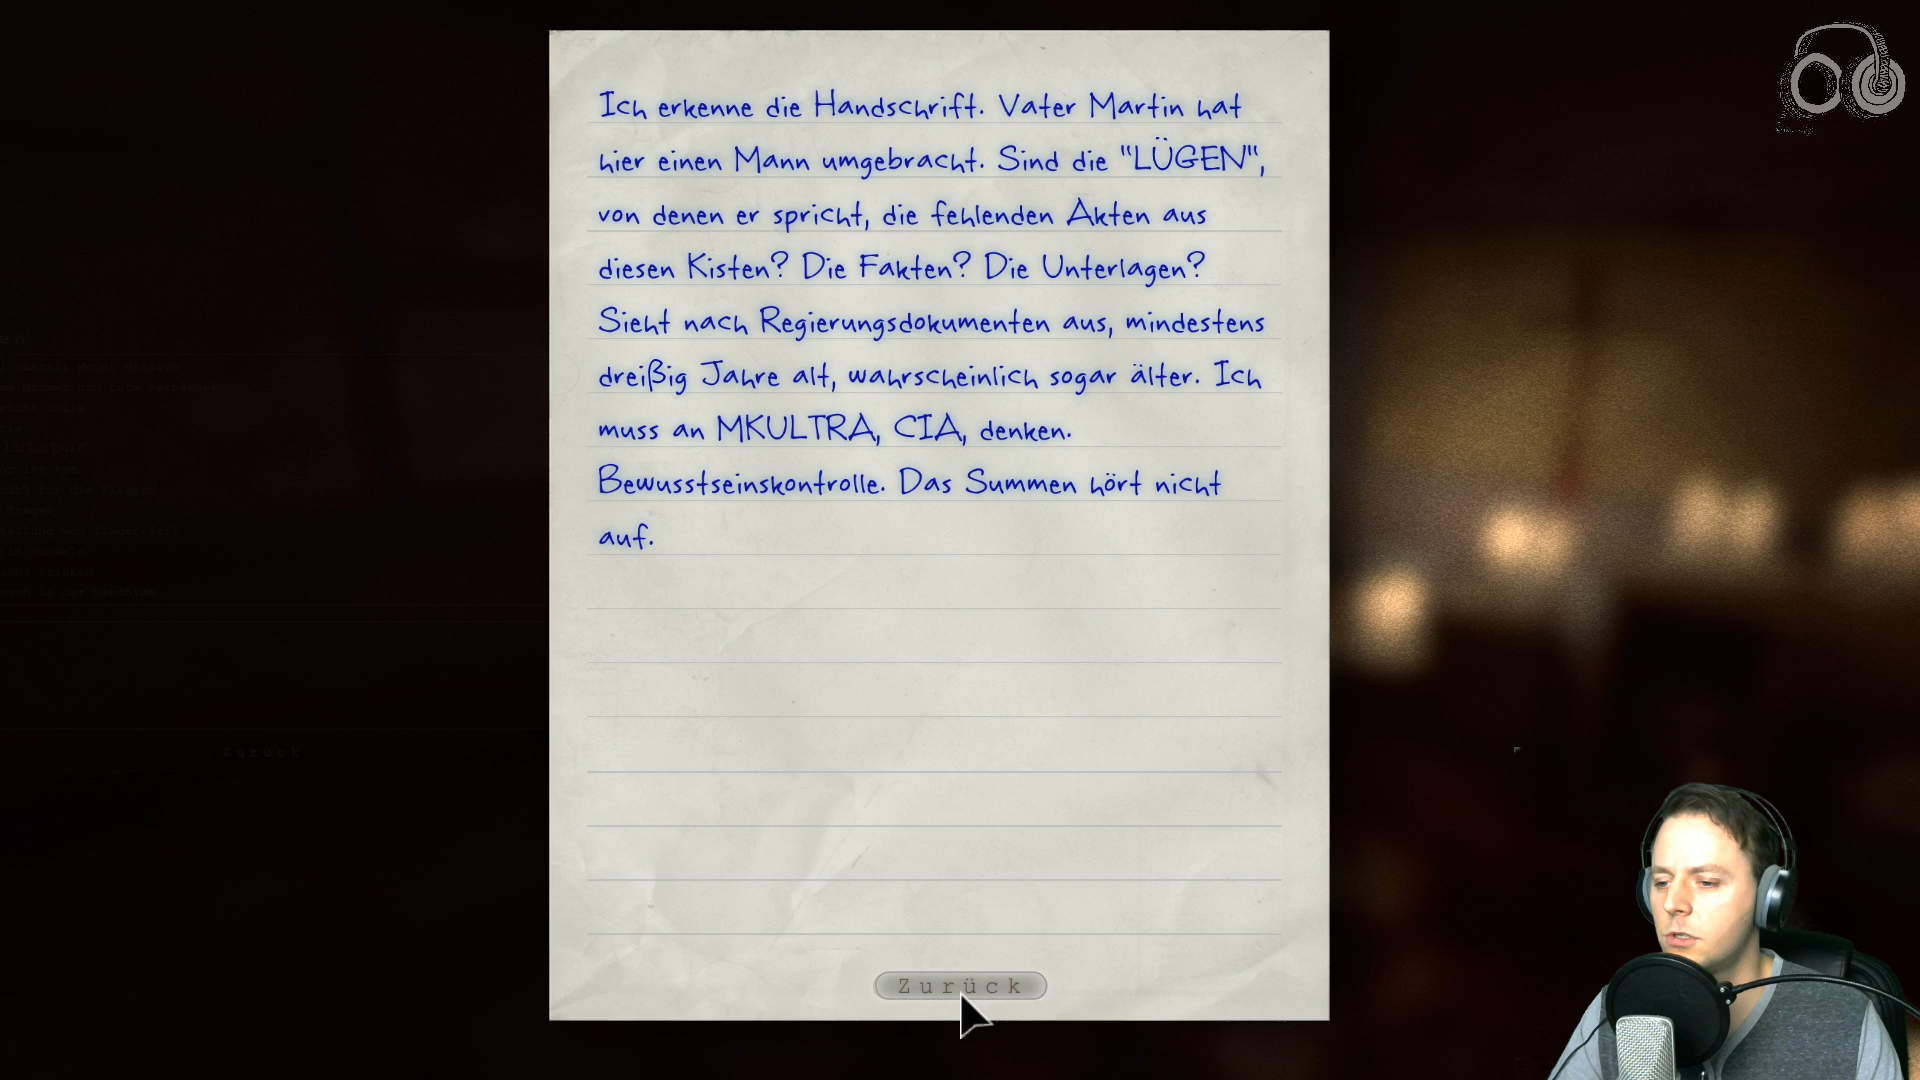 Ich erkenne die Handschrift. Vater Martin hat
hier einen Mann umgebracht. Sind die "LÜGEN",
von denen er spricht, die fehlenden Akten aus
diesen Kisten? Die Fakten? Die Unterlagen?
Sieht nach Regierungsdokumenten aus, mindestens
dreißig Jahre alt, wahrscheinlich sogar älter. Ich
muss an MKULTRA, CIA, denken.
Bewusstseinskontrolle. Das Summen hört nicht
auf.
Zurück
Zurück